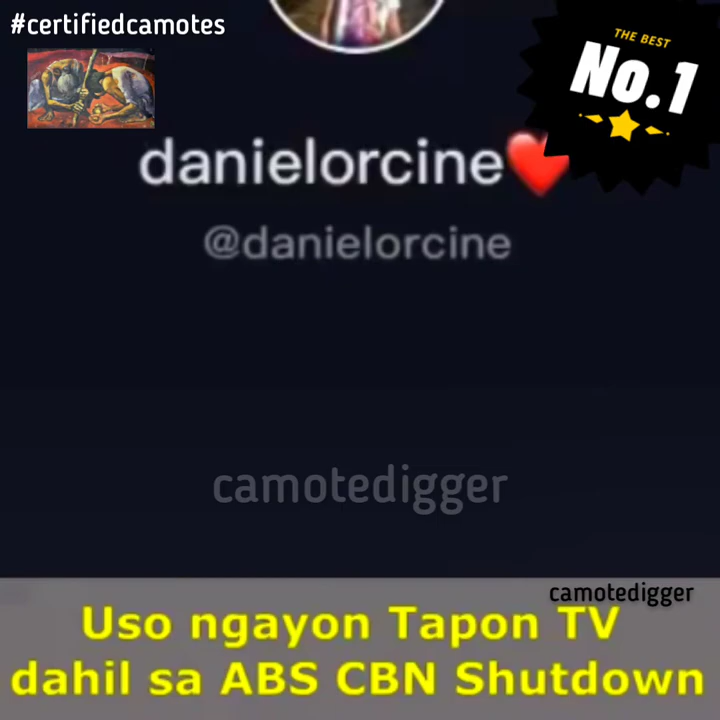 #certifiedcamotes
THE BEST
No.1
danielorcine❤️
@danielorcine
camotedigger
camotedigger
Uso ngayon Tapon TV
dahil sa ABS CBN Shutdown